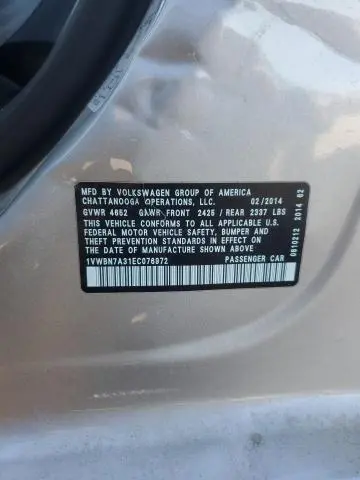 MFD BY VOLKSWAGEN GROUP OF AMERICA
CHATTANOOGA OPERATIONS, LLC. 02/2014
GVWR 4652 GAWR FRONT 2425 / REAR 2337 LBS
THIS VEHICLE CONFORMS TO ALL APPLICABLE U.S.
FEDERAL MOTOR VEHICLE SAFETY, BUMPER AND
THEFT PREVENTION STANDARDS IN EFFECT ON THE
DATE OF MANUFACTURE SHOWN ABOVE
1VWBN7A31EC076972 PASSENGER CAR
0610212 2014 02